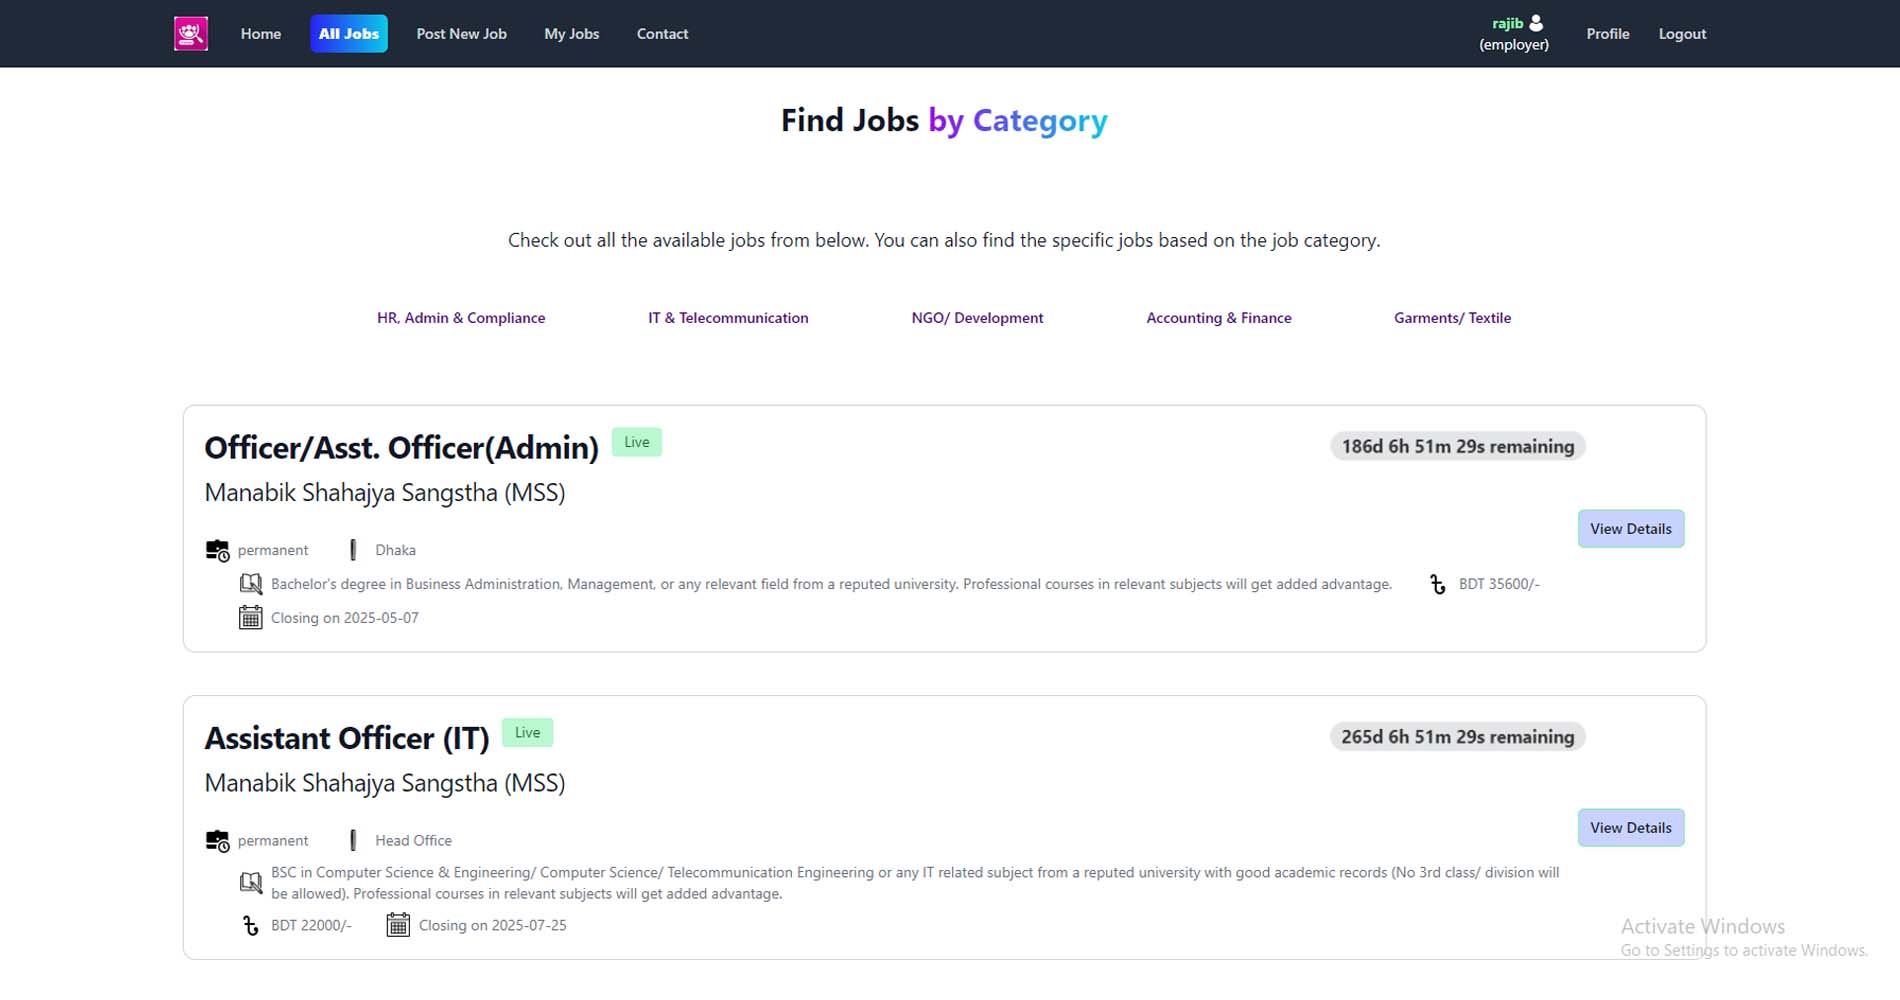 Home All Jobs Post New Job My Jobs Contact rajib Profile Logout
(employer)
Find Jobs by Category
Check out all the available jobs from below. You can also find the specific jobs based on the job category.
HR, Admin & Compliance IT & Telecommunication NGO/ Development Accounting & Finance Garments/ Textile
Officer/Asst. Officer(Admin) Live 186d 6h 51m 29s remaining
Manabik Shahajya Sangstha (MSS)
View Details
permanent Dhaka
Bachelor's degree in Business Administration, Management, or any relevant field from a reputed university. Professional courses in relevant subjects will get added advantage. BDT 35600/-
Closing on 2025-05-07
Assistant Officer (IT) Live 265d 6h 51m 29s remaining
Manabik Shahajya Sangstha (MSS)
View Details
permanent Head Office
BSC in Computer Science & Engineering/ Computer Science/ Telecommunication Engineering or any IT related subject from a reputed university with good academic records (No 3rd class/ division will
be allowed). Professional courses in relevant subjects will get added advantage.
BDT 22000/- Closing on 2025-07-25
Activate Windows
Go to Settings to activate Windows.